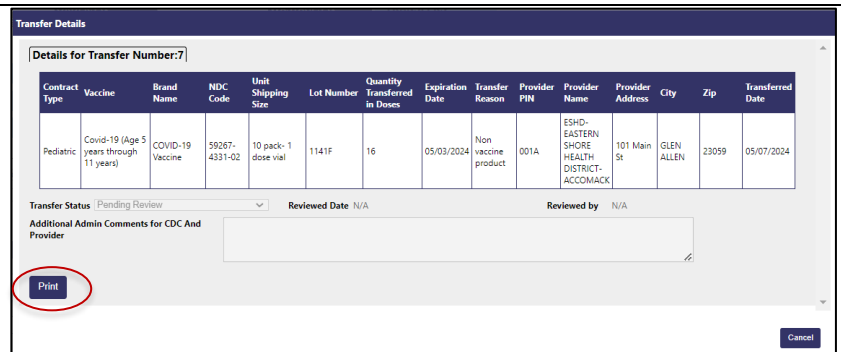 Transfer Details
Details for Transfer Number:7
Contract Type Vaccine Brand Name NDC Code Unit Shipping Size Lot Number Quantity Transferred in Doses Expiration Date Transfer Reason Provider PIN Provider Name Provider Address City Zip Transferred Date
Pediatric Covid-19 (Age 5 years through 11 years) COVID-19 Vaccine 59267-4331-02 10 pack- 1 dose vial 1141F 16 05/03/2024 Non vaccine product 001A ESHD-EASTERN SHORE HEALTH DISTRICT-ACCOMACK 101 Main St GLEN ALLEN 23059 05/07/2024
Transfer Status Pending Review Reviewed Date N/A Reviewed by N/A
Additional Admin Comments for CDC And
Provider
Print
Cancel